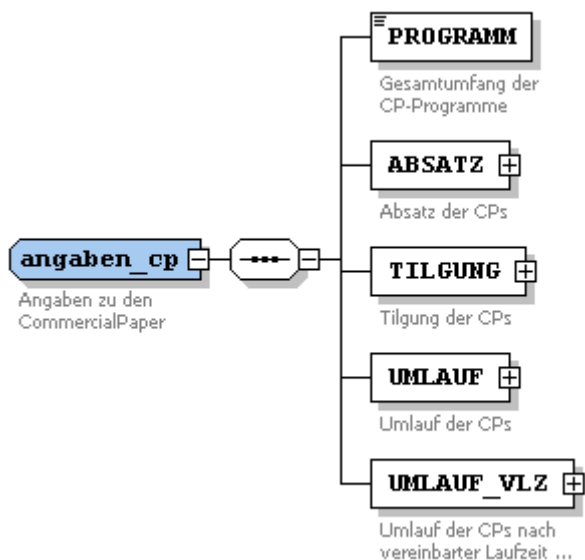 PROGRAMM
Gesamtumfang der
CP-Programme
ABSATZ
Absatz der CPs
angaben_cp
Angaben zu den
CommercialPaper
TILGUNG
Tilgung der CPs
UMLAUF
Umlauf der CPs
UMLAUF_VLZ
Umlauf der CPs nach
vereinbarter Laufzeit ...